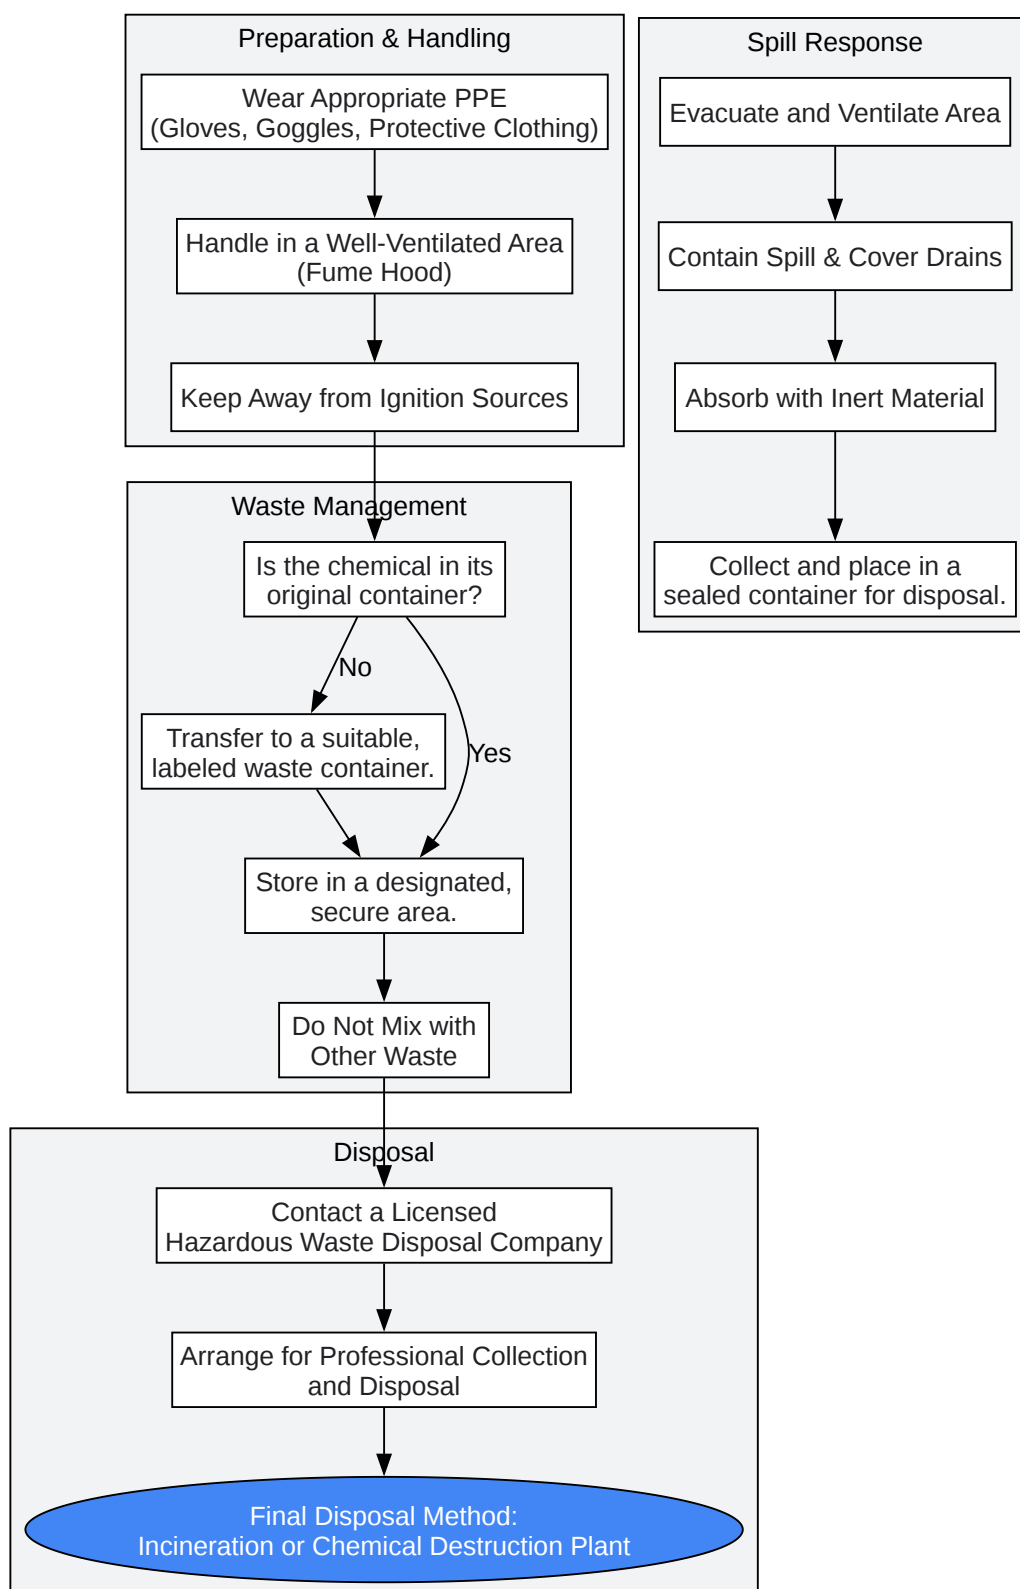 Preparation & Handling
Wear Appropriate PPE
(Gloves, Goggles, Protective Clothing)
Handle in a Well-Ventilated Area
(Fume Hood)
Keep Away from Ignition Sources
Spill Response
Evacuate and Ventilate Area
Contain Spill & Cover Drains
Absorb with Inert Material
Collect and place in a
sealed container for disposal.
Waste Management
Is the chemical in its
original container?
No
Yes
Transfer to a suitable,
labeled waste container.
Store in a designated,
secure area.
Do Not Mix with
Other Waste
Disposal
Contact a Licensed
Hazardous Waste Disposal Company
Arrange for Professional Collection
and Disposal
Final Disposal Method:
Incineration or Chemical Destruction Plant